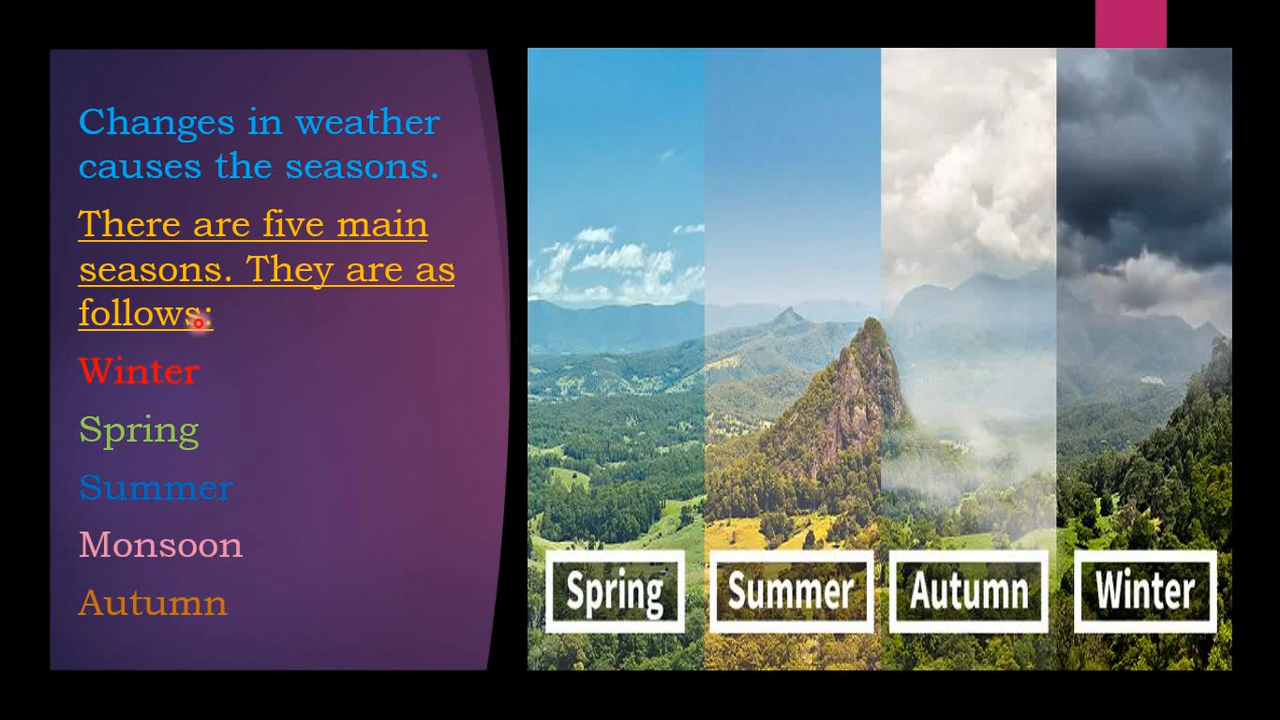 Changes in weather
causes the seasons.
There are five main
seasons. They are as
follows:
Winter
Spring
Summer
Monsoon
Autumn
Spring
Summer
Autumn
Winter